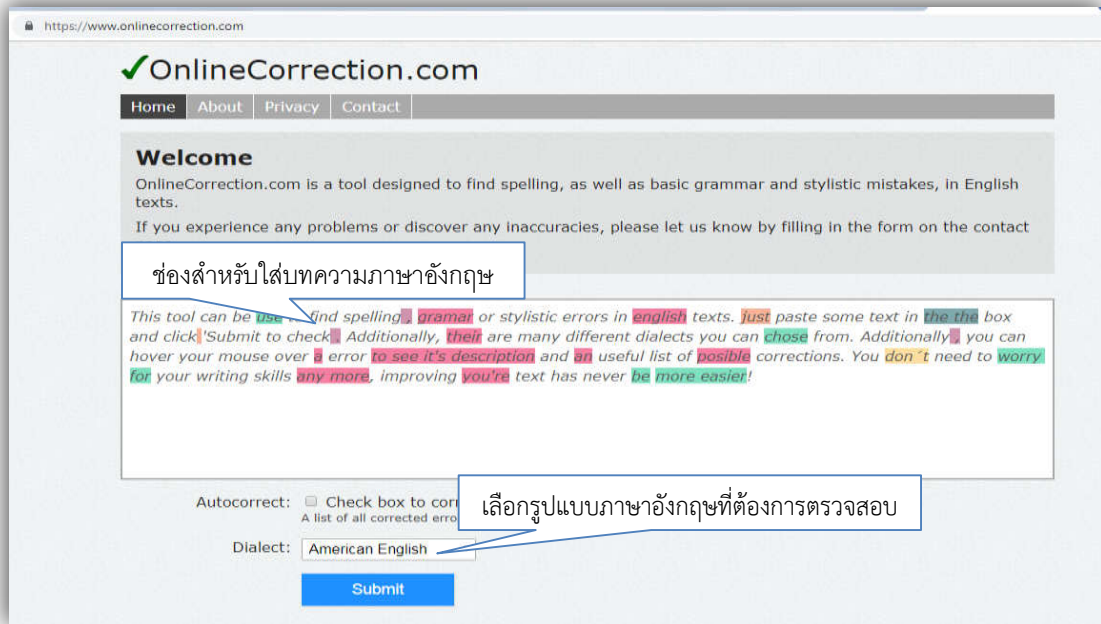 https://www.onlinecorrection.com
✓OnlineCorrection.com
Home About Privacy Contact
Welcome
OnlineCorrection.com is a tool designed to find spelling, as well as basic grammar and stylistic mistakes, in English
texts.
If you experience any problems or discover any inaccuracies, please let us know by filling in the form on the contact
ช่องสำหรับใส่บทความภาษาอังกฤษ
This tool can be use to find spelling , gramar or stylistic errors in english texts. just paste some text in the the box
and click 'Submit to check . Additionally, their are many different dialects you can chose from. Additionally , you can
hover your mouse over a error to see it's description and an useful list of posible corrections. You don´t need to worry
for your writing skills any more, improving you're text has never be more easier!
Autocorrect: Check box to corr
A list of all corrected erro
เลือกรูปแบบภาษาอังกฤษที่ต้องการตรวจสอบ
Dialect: American English
Submit